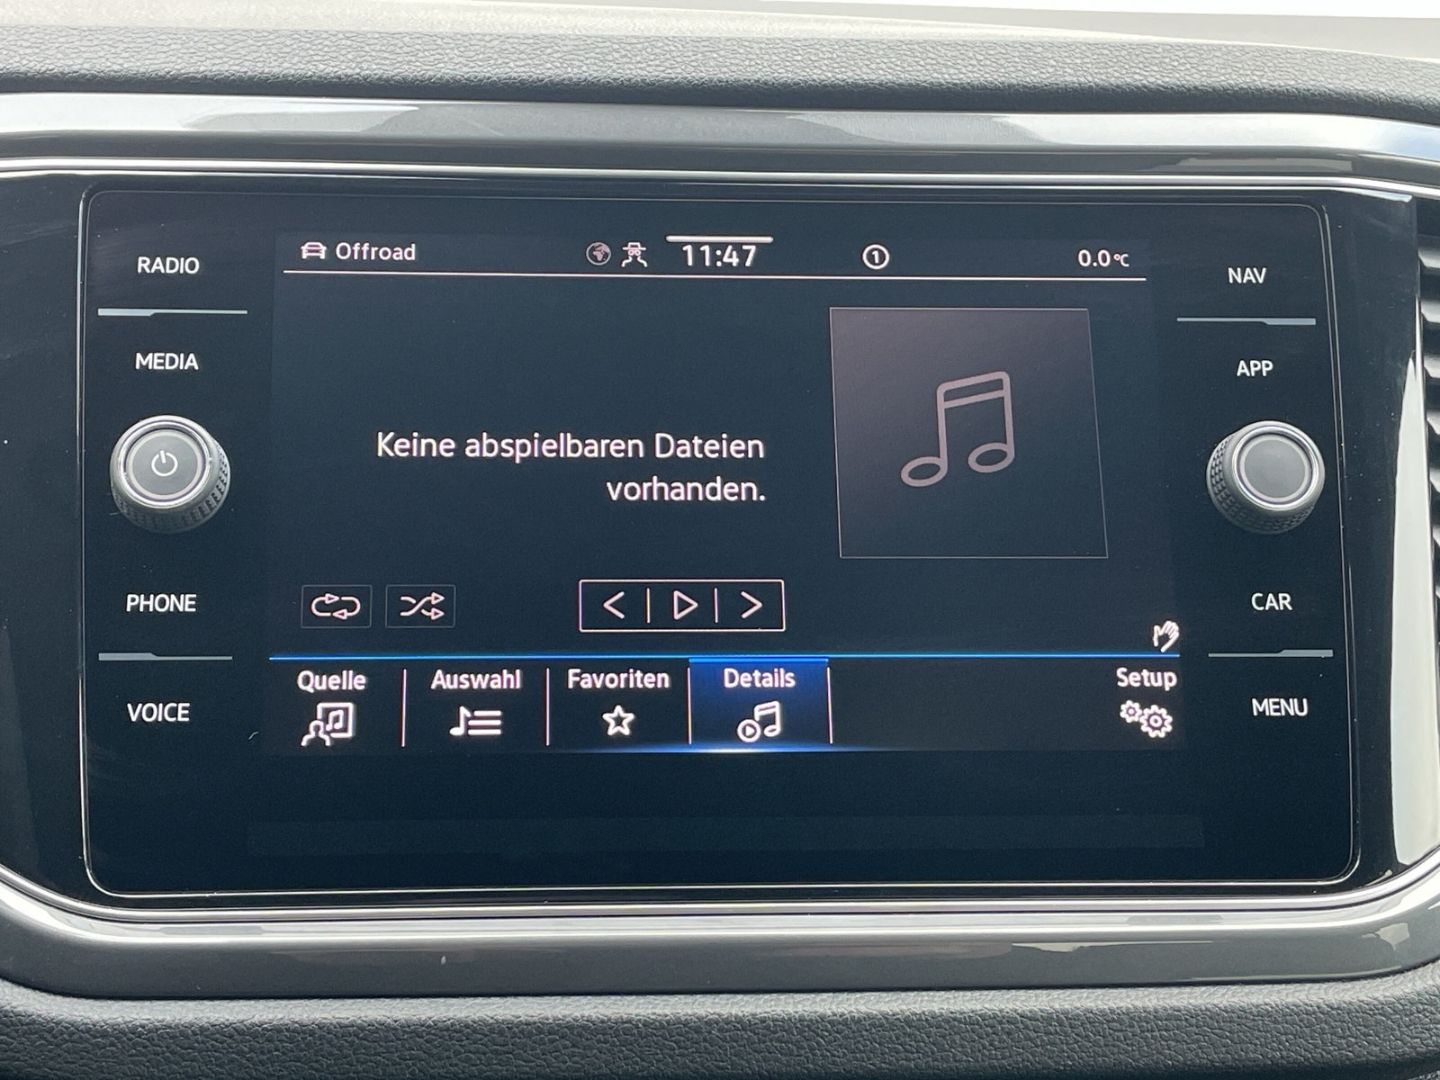 RADIO
MEDIA
PHONE
VOICE
Offroad
11:47
1
0.0°C
Keine abspielbaren Dateien
vorhanden.
Quelle
Auswahl
Favoriten
Details
Setup
NAV
APP
CAR
MENU